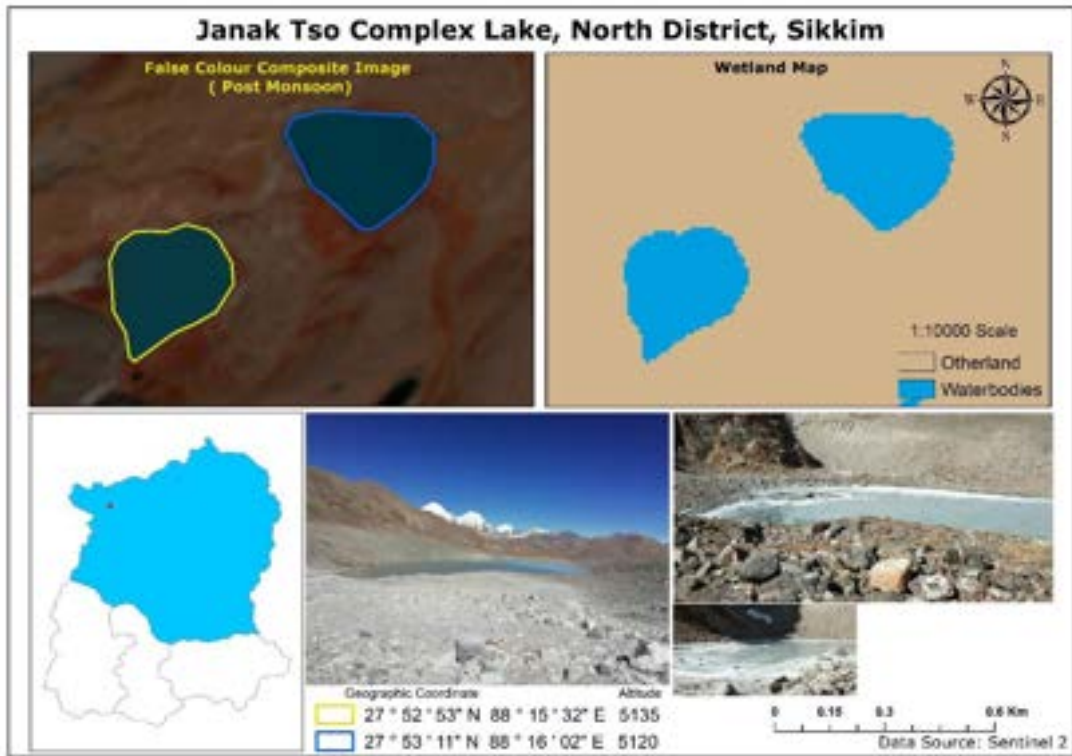 Janak Tso Complex Lake, North District, Sikkim
False Colour Composite Image
( Post Monsoon)
Wetland Map
N
W E
S
1:10000 Scale
Otherland
Waterbodies
Geographic Coordinate Altitude
27 ° 52 ' 53" N 88 ° 15 ' 32" E 5135
27 ° 53 ' 11" N 88 ° 16 ' 02" E 5120
0 0.15 0.3 0.6 Km
Data Source: Sentinel 2